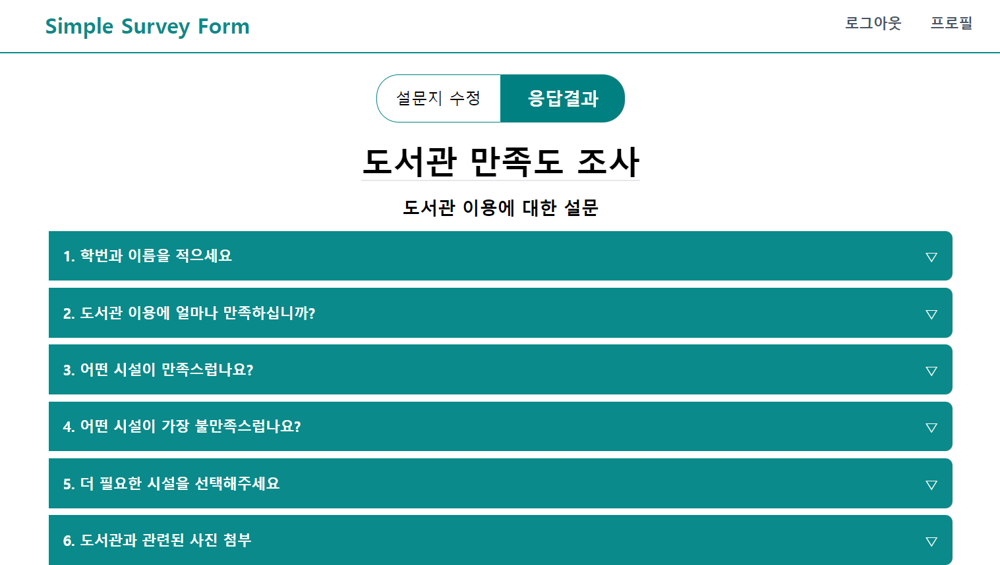 Simple Survey Form
로그아웃 프로필
설문지 수정 응답결과
도서관 만족도 조사
도서관 이용에 대한 설문
1. 학번과 이름을 적으세요
2. 도서관 이용에 얼마나 만족하십니까?
3. 어떤 시설이 만족스럽나요?
4. 어떤 시설이 가장 불만족스럽나요?
5. 더 필요한 시설을 선택해주세요
6. 도서관과 관련된 사진 첨부